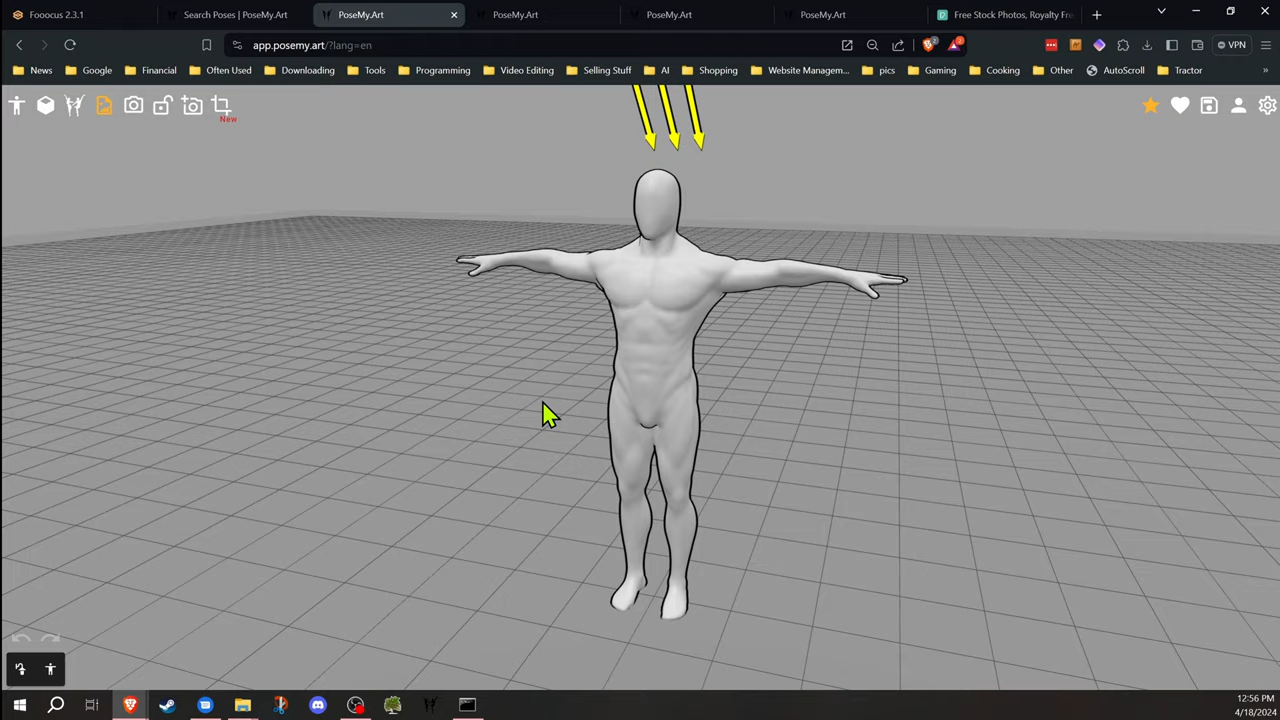 Fooocus 2.3.1
Search Poses | PoseMy.Art
PoseMy.Art
PoseMy.Art
PoseMy.Art
PoseMy.Art
Free Stock Photos, Royalty Fre
app.posemy.art/?lang=en
2
2
VPN
News
Google
Financial
Often Used
Downloading
Tools
Programming
Video Editing
Selling Stuff
AI
Shopping
Website Managem...
pics
Gaming
Cooking
Other
AutoScroll
Tractor
»
New
12:56 PM
4/18/2024